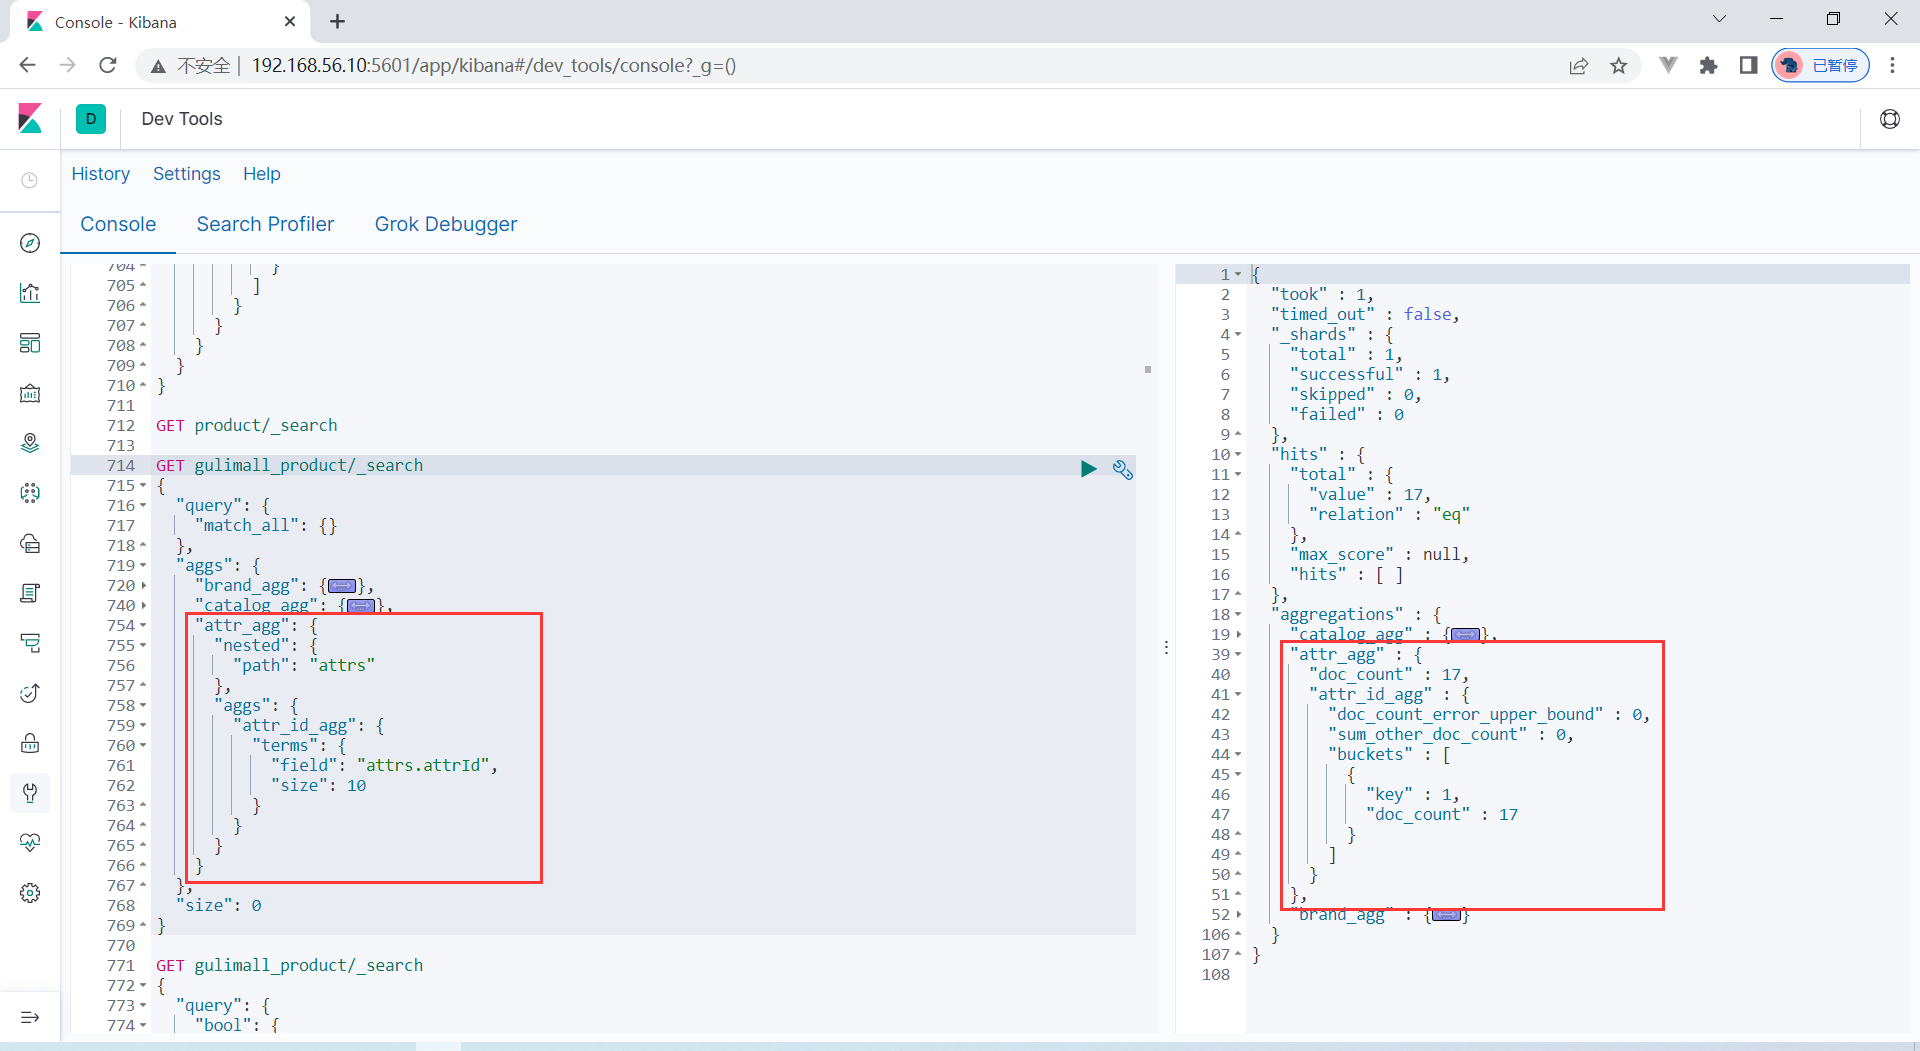 Console - Kibana
不安全 | 192.168.56.10:5601/app/kibana#/dev_tools/console?_g=()
已暂停
D Dev Tools
History Settings Help
Console Search Profiler Grok Debugger
704 }
705 ]
706 }
707 }
708 }
709 }
710 }
711
712 GET product/_search
713
714 GET gulimall_product/_search
715 {
716 "query": {
717 "match_all": {}
718 },
719 "aggs": {
720 "brand_agg": {},
740 "catalog_agg": {},
754 "attr_agg": {
755 "nested": {
756 "path": "attrs"
757 },
758 "aggs": {
759 "attr_id_agg": {
760 "terms": {
761 "field": "attrs.attrId",
762 "size": 10
763 }
764 }
765 }
766 }
767 },
768 "size": 0
769 }
770
771 GET gulimall_product/_search
772 {
773 "query": {
774 "bool": {
1 {
2 "took" : 1,
3 "timed_out" : false,
4 "_shards" : {
5 "total" : 1,
6 "successful" : 1,
7 "skipped" : 0,
8 "failed" : 0
9 },
10 "hits" : {
11 "total" : {
12 "value" : 17,
13 "relation" : "eq"
14 },
15 "max_score" : null,
16 "hits" : [ ]
17 },
18 "aggregations" : {
19 "catalog_agg" : {},
39 "attr_agg" : {
40 "doc_count" : 17,
41 "attr_id_agg" : {
42 "doc_count_error_upper_bound" : 0,
43 "sum_other_doc_count" : 0,
44 "buckets" : [
45 {
46 "key" : 1,
47 "doc_count" : 17
48 }
49 ]
50 }
51 },
52 "brand_agg" : {}
106 }
107 }
108